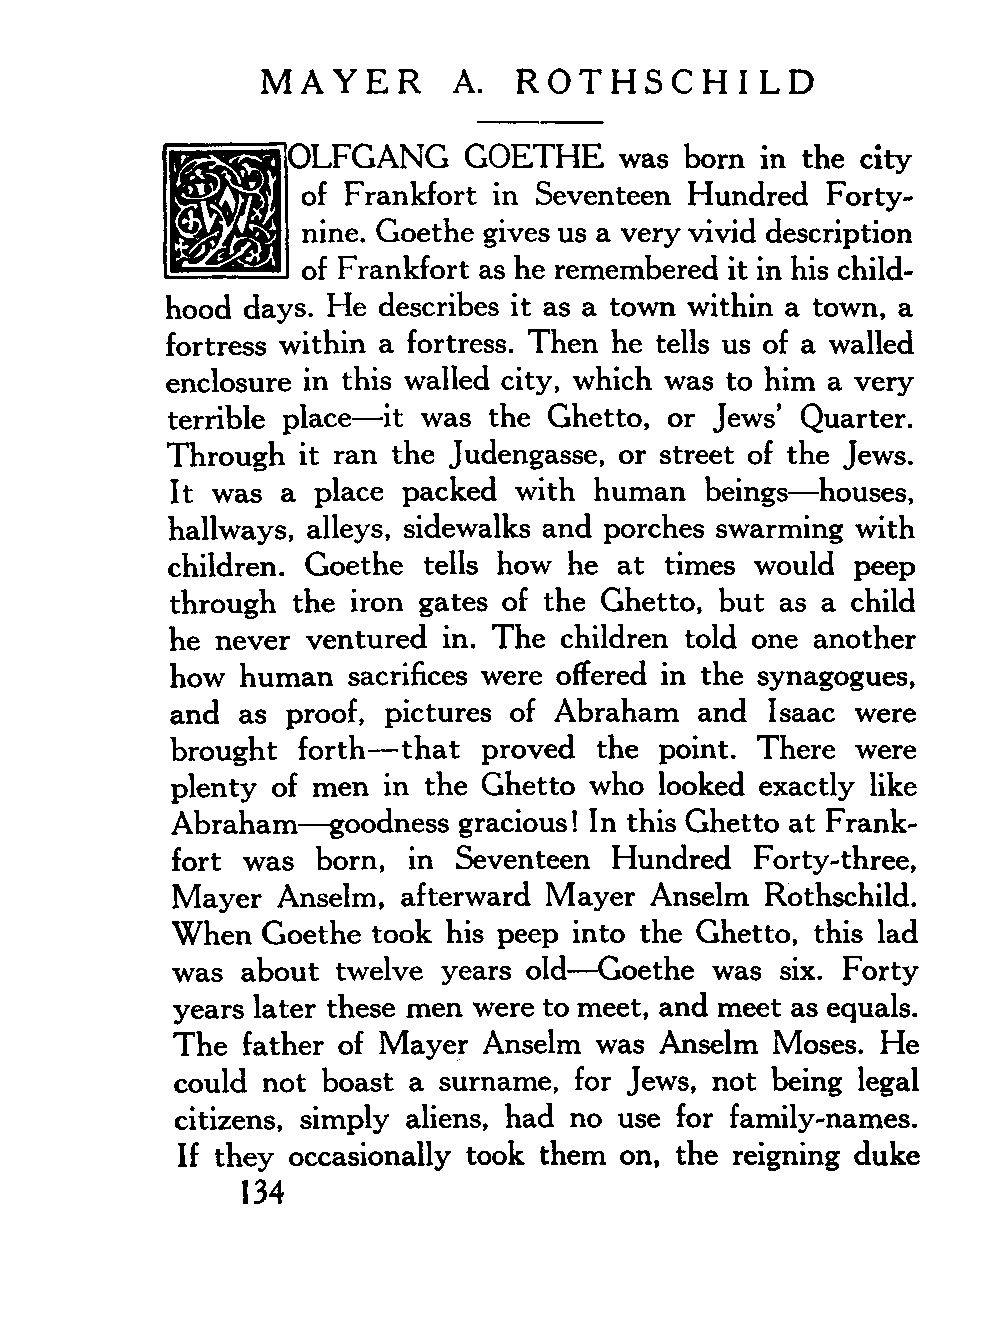 MAYER A. ROTHSCHILD
WOLFGANG GOETHE was born in the city
of Frankfort in Seventeen Hundred Forty-
nine. Goethe gives us a very vivid description
of Frankfort as he remembered it in his child-
hood days. He describes it as a town within a town, a
fortress within a fortress. Then he tells us of a walled
enclosure in this walled city, which was to him a very
terrible place—it was the Ghetto, or Jews' Quarter.
Through it ran the Judengasse, or street of the Jews.
It was a place packed with human beings—houses,
hallways, alleys, sidewalks and porches swarming with
children. Goethe tells how he at times would peep
through the iron gates of the Ghetto, but as a child
he never ventured in. The children told one another
how human sacrifices were offered in the synagogues,
and as proof, pictures of Abraham and Isaac were
brought forth—that proved the point. There were
plenty of men in the Ghetto who looked exactly like
Abraham—goodness gracious! In this Ghetto at Frank-
fort was born, in Seventeen Hundred Forty-three,
Mayer Anselm, afterward Mayer Anselm Rothschild.
When Goethe took his peep into the Ghetto, this lad
was about twelve years old—Goethe was six. Forty
years later these men were to meet, and meet as equals.
The father of Mayer Anselm was Anselm Moses. He
could not boast a surname, for Jews, not being legal
citizens, simply aliens, had no use for family-names.
If they occasionally took them on, the reigning duke
134